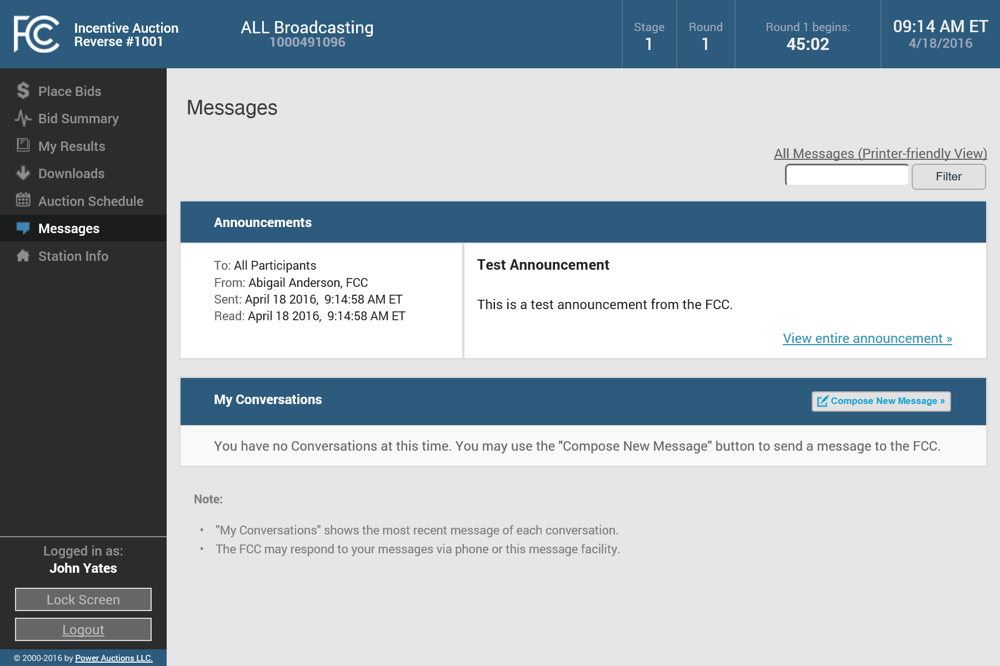 FCC
Incentive Auction
Reverse #1001
ALL Broadcasting
1000491096
Stage
1
Round
1
Round 1 begins:
45:02
09:14 AM ET
4/18/2016
Place Bids
Bid Summary
My Results
Downloads
Auction Schedule
Messages
Station Info
Logged in as:
John Yates
Lock Screen
Logout
© 2000-2016 by Power Auctions LLC.
Messages
All Messages (Printer-friendly View)
Filter
Announcements
To: All Participants
From: Abigail Anderson, FCC
Sent: April 18 2016,  9:14:58 AM ET
Read: April 18 2016,  9:14:58 AM ET
Test Announcement
This is a test announcement from the FCC.
View entire announcement »
My Conversations
Compose New Message »
You have no Conversations at this time. You may use the "Compose New Message" button to send a message to the FCC.
Note:
• "My Conversations" shows the most recent message of each conversation.
• The FCC may respond to your messages via phone or this message facility.